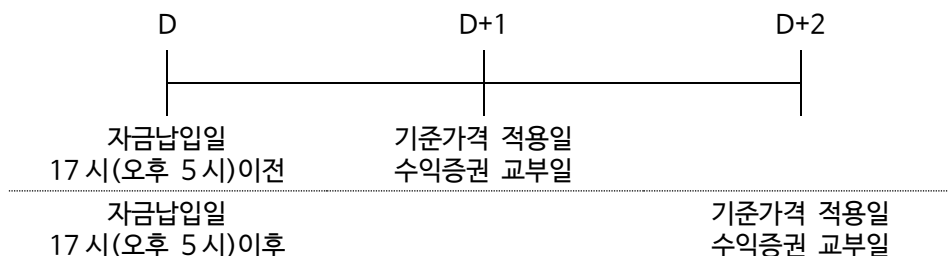 D D+1 D+2
자금납입일 기준가격 적용일
17 시(오후 5 시)이전 수익증권 교부일
자금납입일 기준가격 적용일
17 시(오후 5 시)이후 수익증권 교부일